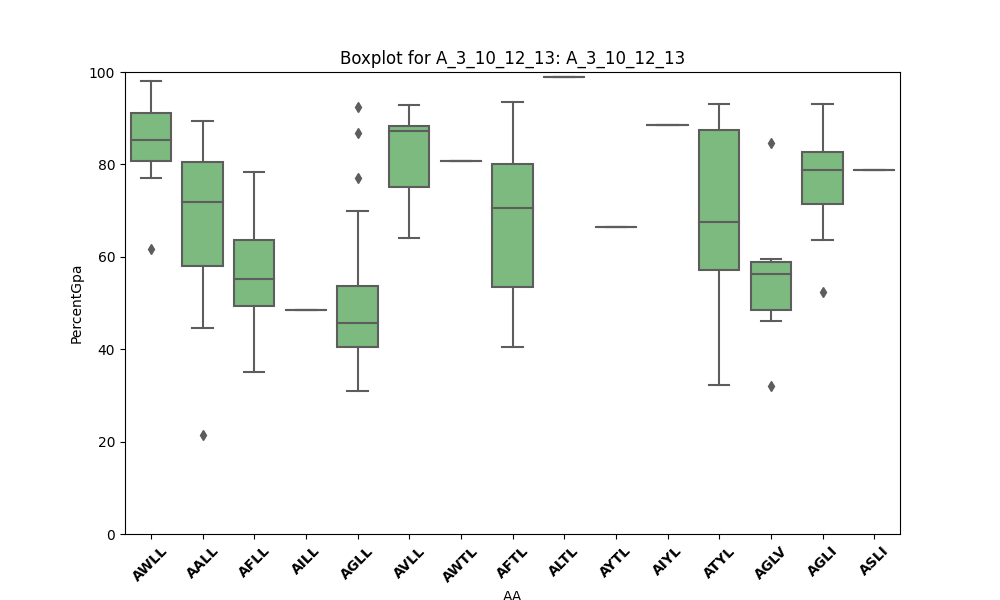 Boxplot for A_3_10_12_13: A_3_10_12_13
100
80
60
40
20
0
PercentGpa
AWLL
AALL
AFLL
AILL
AGLL
AVLL
AWTL
AFTL
ALTL
AYTL
AIYL
ATYL
AGLV
AGLI
ASLI
AA